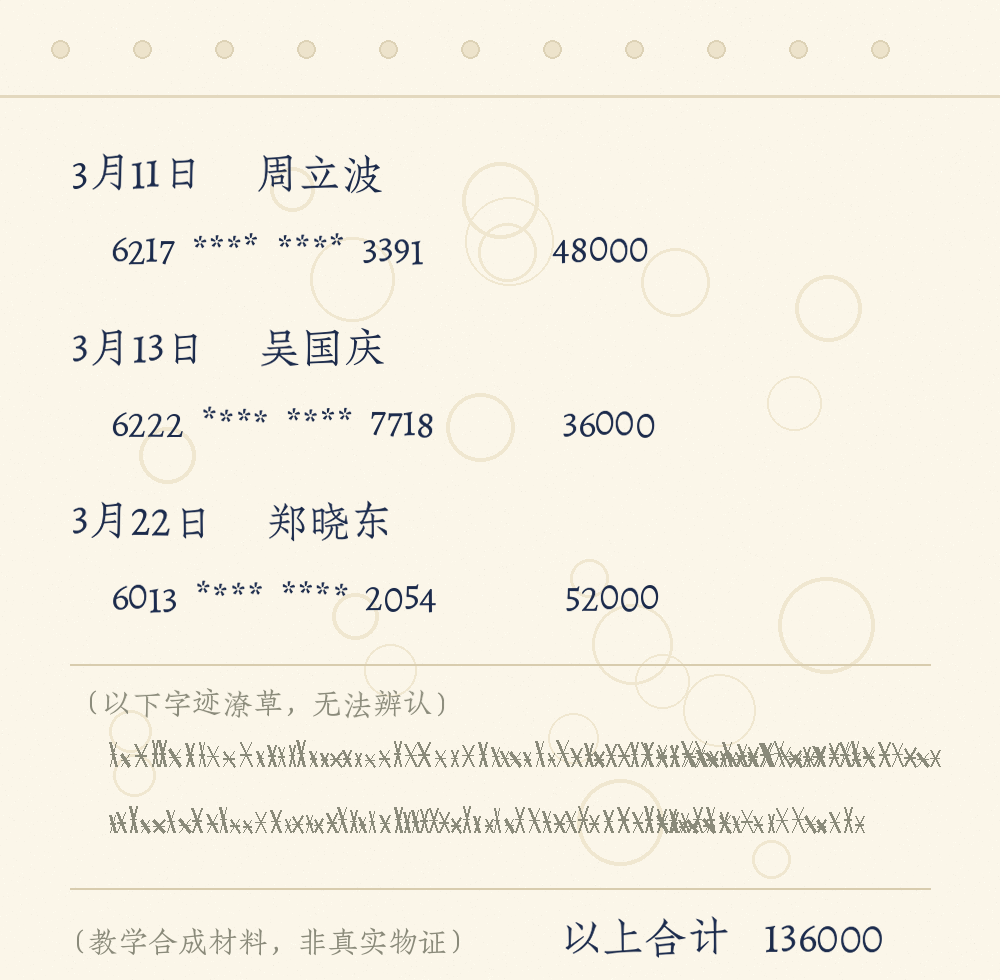 3月11日 周立波
6217 **** **** 3391 48000
3月13日 吴国庆
6222 **** **** 7718 36000
3月22日 郑晓东
6013 **** **** 2054 52000
（以下字迹潦草，无法辨认）
（教学合成材料，非真实物证） 以上合计 136000